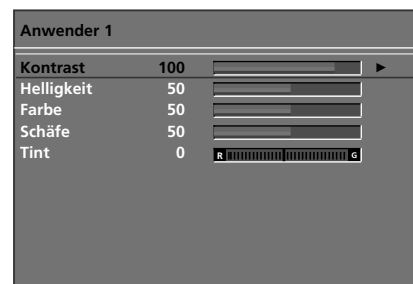 Anwender 1
Kontrast 100
Helligkeit 50
Farbe 50
Schäfe 50
Tint 0 R G